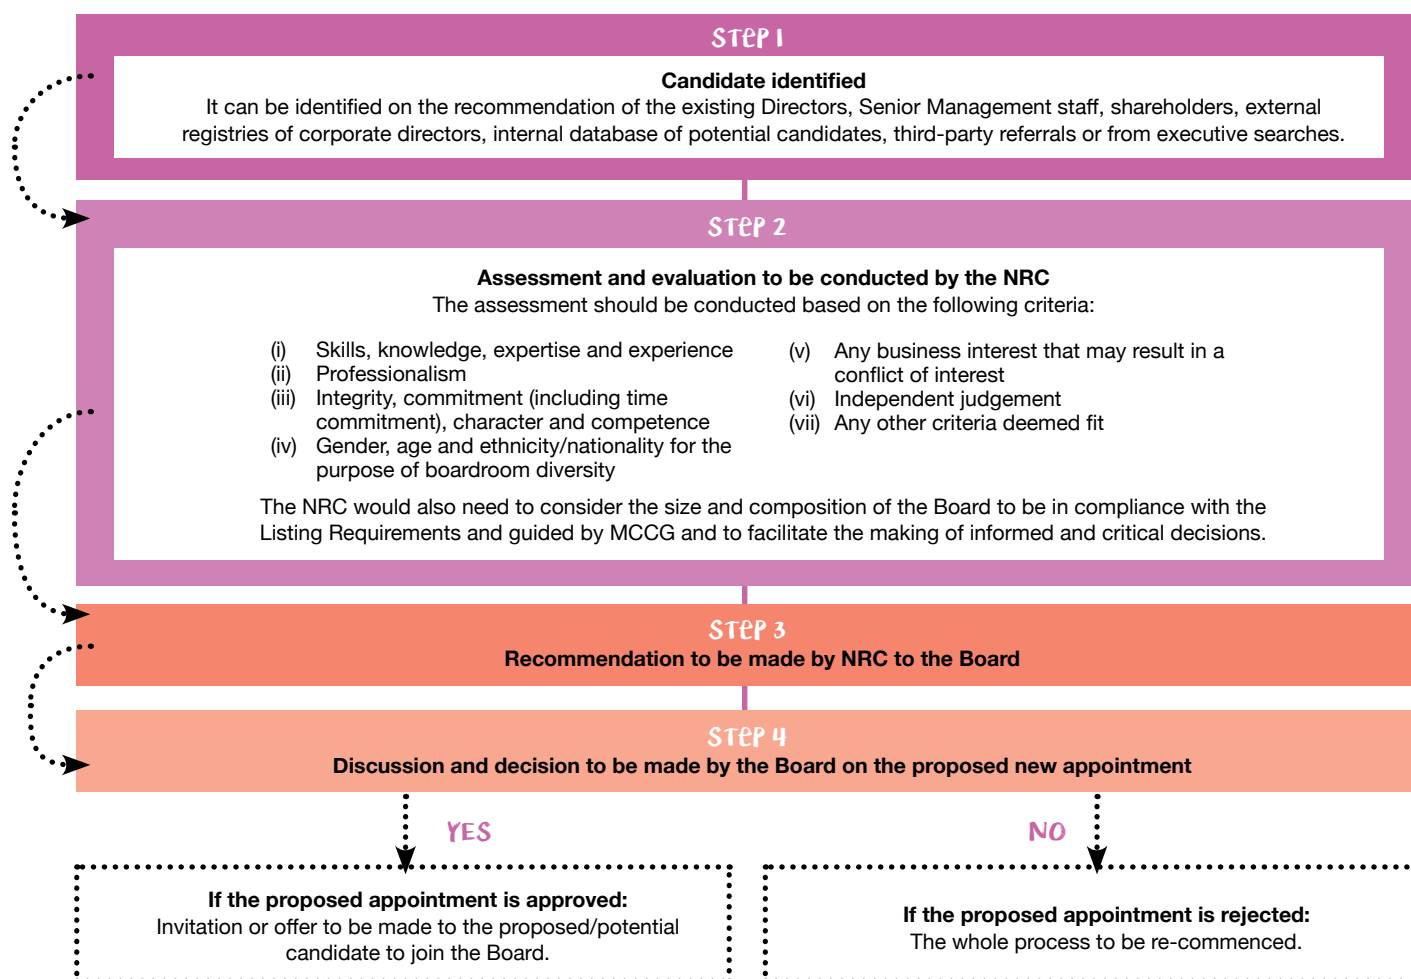 STEP 1
Candidate identified
It can be identified on the recommendation of the existing Directors, Senior Management staff, shareholders, external
registries of corporate directors, internal database of potential candidates, third-party referrals or from executive searches.
STEP 2
Assessment and evaluation to be conducted by the NRC
The assessment should be conducted based on the following criteria:
(i) Skills, knowledge, expertise and experience
(ii) Professionalism
(iii) Integrity, commitment (including time
commitment), character and competence
(iv) Gender, age and ethnicity/nationality for the
purpose of boardroom diversity
(v) Any business interest that may result in a
conflict of interest
(vi) Independent judgement
(vii) Any other criteria deemed fit
The NRC would also need to consider the size and composition of the Board to be in compliance with the
Listing Requirements and guided by MCCG and to facilitate the making of informed and critical decisions.
STEP 3
Recommendation to be made by NRC to the Board
STEP 4
Discussion and decision to be made by the Board on the proposed new appointment
YES
If the proposed appointment is approved:
Invitation or offer to be made to the proposed/potential
candidate to join the Board.
NO
If the proposed appointment is rejected:
The whole process to be re-commenced.